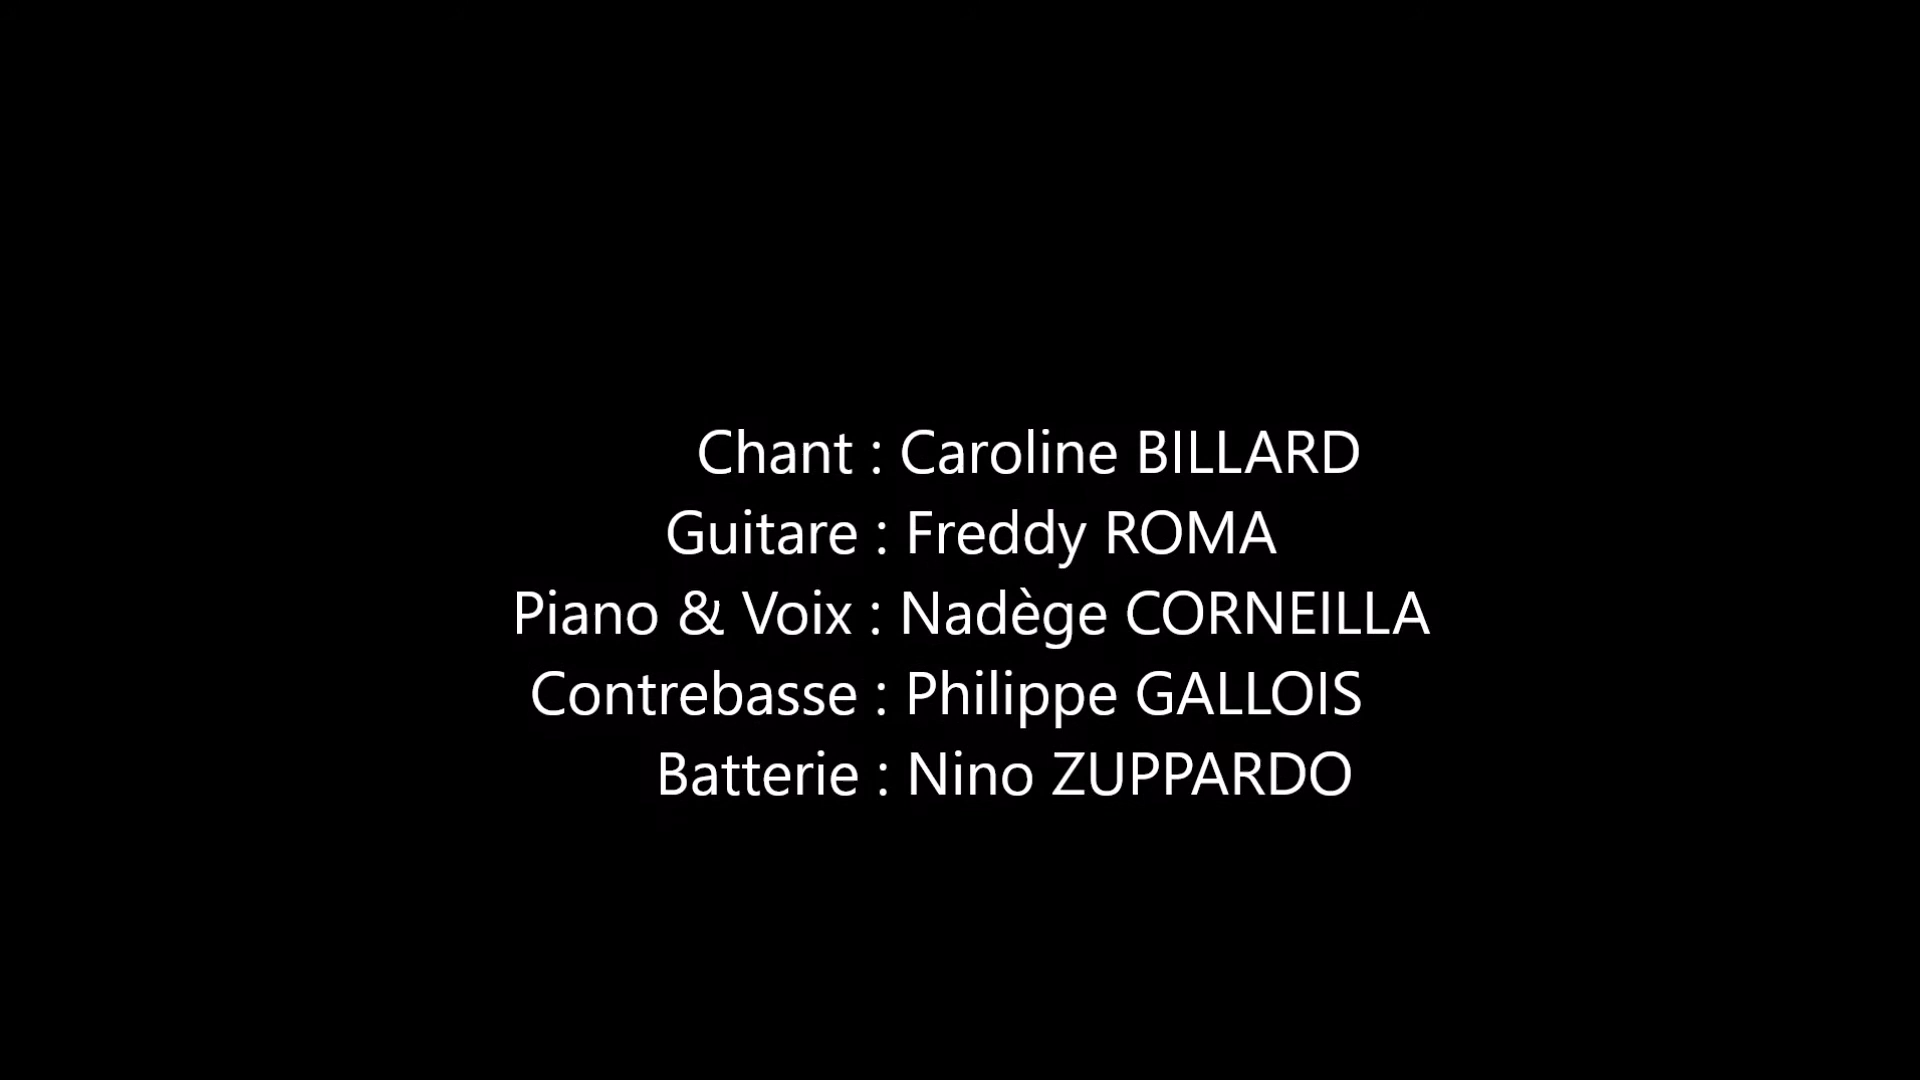 Chant : Caroline BILLARD
Guitare : Freddy ROMA
Piano & Voix : Nadège CORNEILLA
Contrebasse : Philippe GALLOIS
Batterie : Nino ZUPPARDO